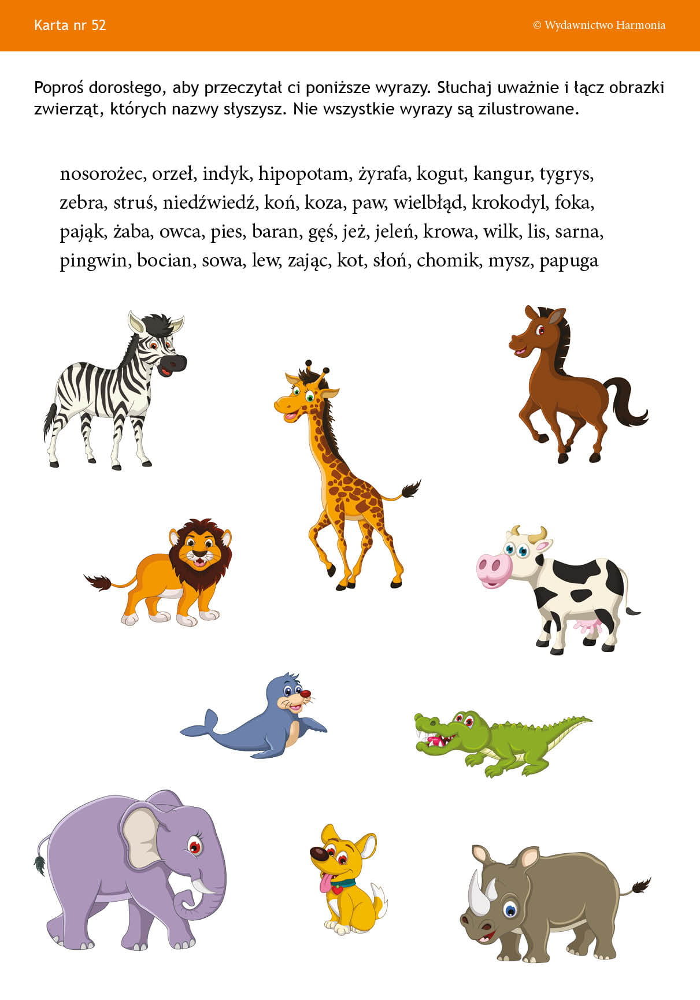 Karta nr 52
© Wydawnictwo Harmonia
Poproś dorosłego, aby przeczytał ci poniższe wyrazy. Słuchaj uważnie i łącz obrazki
zwierząt, których nazwy słyszysz. Nie wszystkie wyrazy są zilustrowane.
nosorożec, orzeł, indyk, hipopotam, żyrafa, kogut, kangur, tygrys,
zebra, struś, niedźwiedź, koń, koza, paw, wielbłąd, krokodyl, foka,
pająk, żaba, owca, pies, baran, gęś, jeż, jeleń, krowa, wilk, lis, sarna,
pingwin, bocian, sowa, lew, zając, kot, słoń, chomik, mysz, papuga